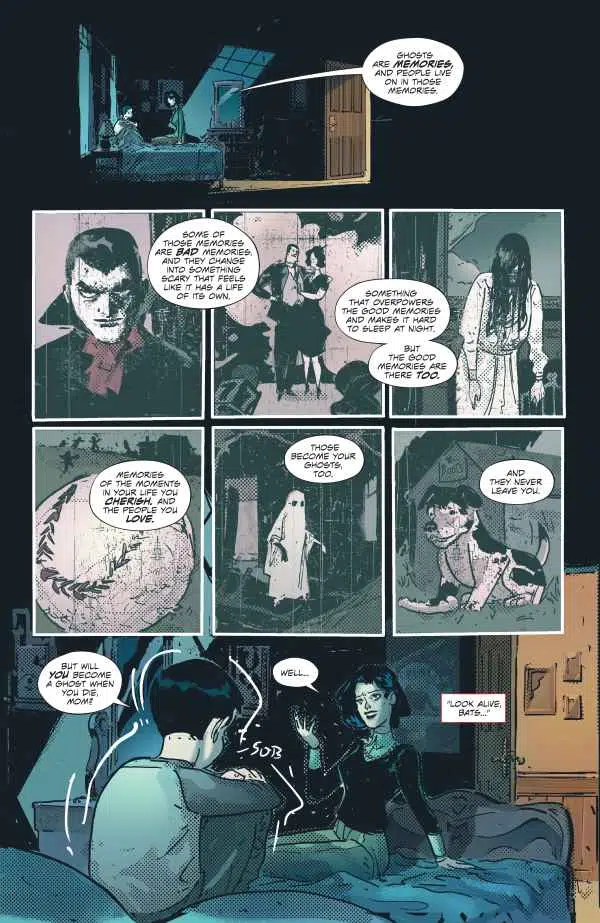 GHOSTS
ARE MEMORIES,
AND PEOPLE LIVE
ON IN THOSE
MEMORIES.
SOME OF
THOSE MEMORIES
ARE BAD MEMORIES,
AND THEY CHANGE
INTO SOMETHING
SCARY THAT FEELS
LIKE IT HAS A LIFE
OF ITS OWN.
SOMETHING
THAT OVERPOWERS
THE GOOD MEMORIES
AND MAKES IT HARD
TO SLEEP AT NIGHT.
BUT
THE GOOD
MEMORIES ARE
THERE TOO.
MEMORIES
OF THE MOMENTS
IN YOUR LIFE YOU
CHERISH, AND
THE PEOPLE YOU
LOVE.
THOSE
BECOME YOUR
GHOSTS,
TOO.
AND
THEY NEVER
LEAVE YOU.
BUT WILL
YOU BECOME
A GHOST WHEN
YOU DIE,
MOM?
SOB
WELL...
"LOOK ALIVE,
BATS..."